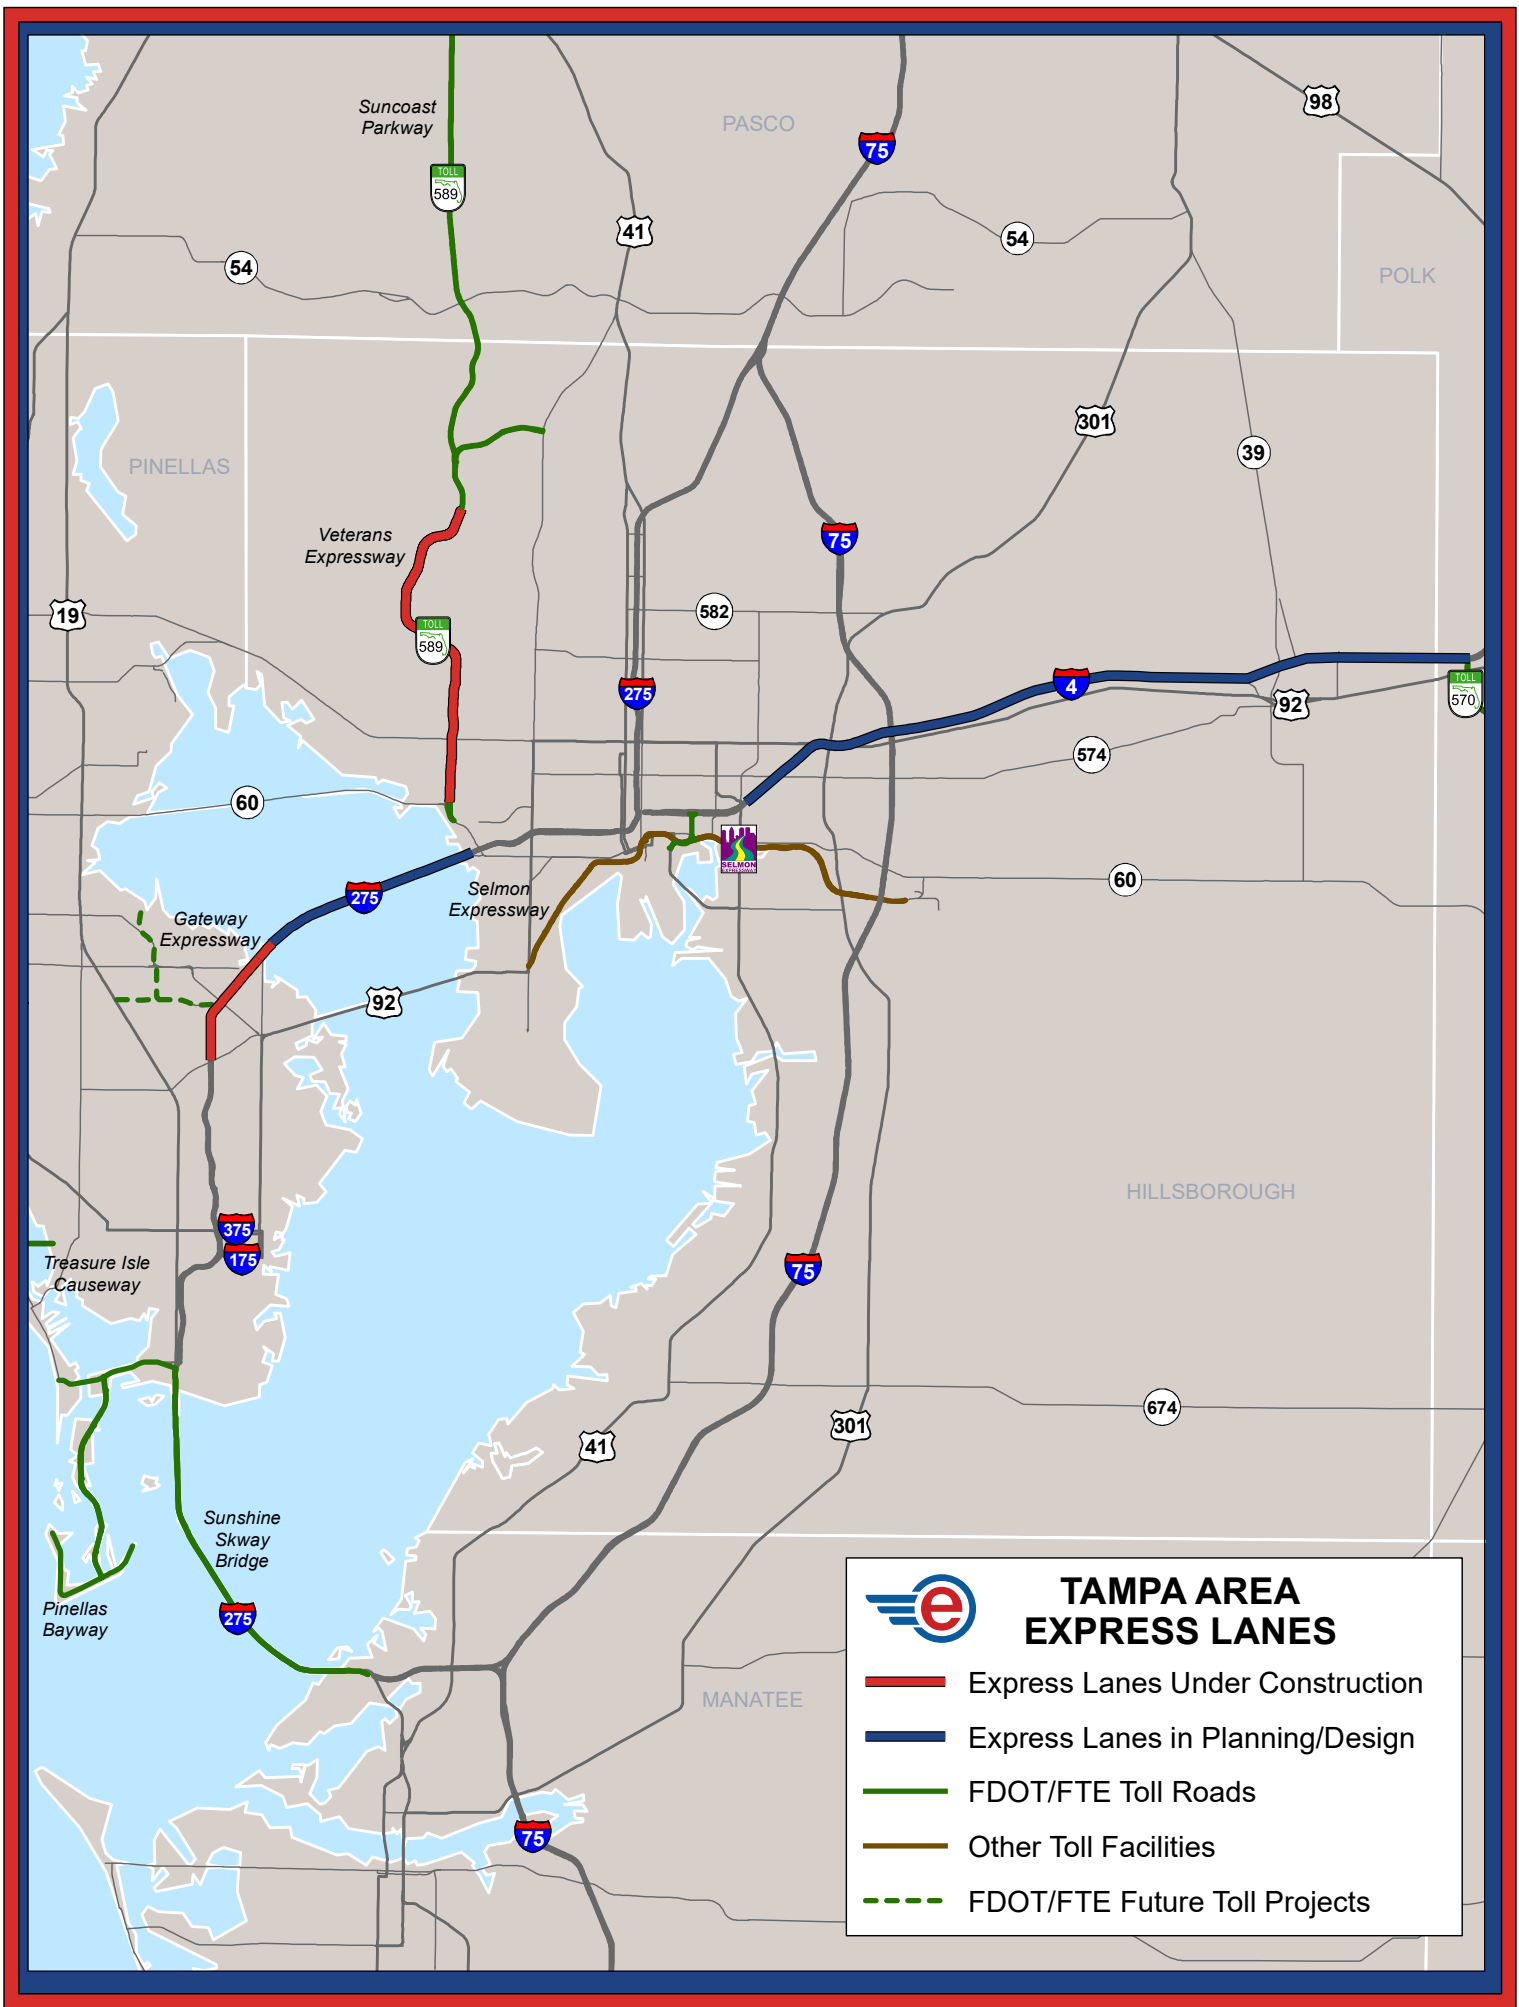 Suncoast
Parkway
PASCO
98
75
TOLL
589
41
54
54
POLK
301
39
PINELLAS
Veterans
Expressway
75
19
582
TOLL
589
275
4
TOLL
570
92
574
60
SELMON
EXPRESSWAY
60
275
Selmon
Expressway
Gateway
Expressway
92
HILLSBOROUGH
375
175
Treasure Isle
Causeway
75
674
301
41
Sunshine
Skway
Bridge
Pinellas
Bayway
275
MANATEE
75
e
TAMPA AREA
EXPRESS LANES
Express Lanes Under Construction
Express Lanes in Planning/Design
FDOT/FTE Toll Roads
Other Toll Facilities
FDOT/FTE Future Toll Projects